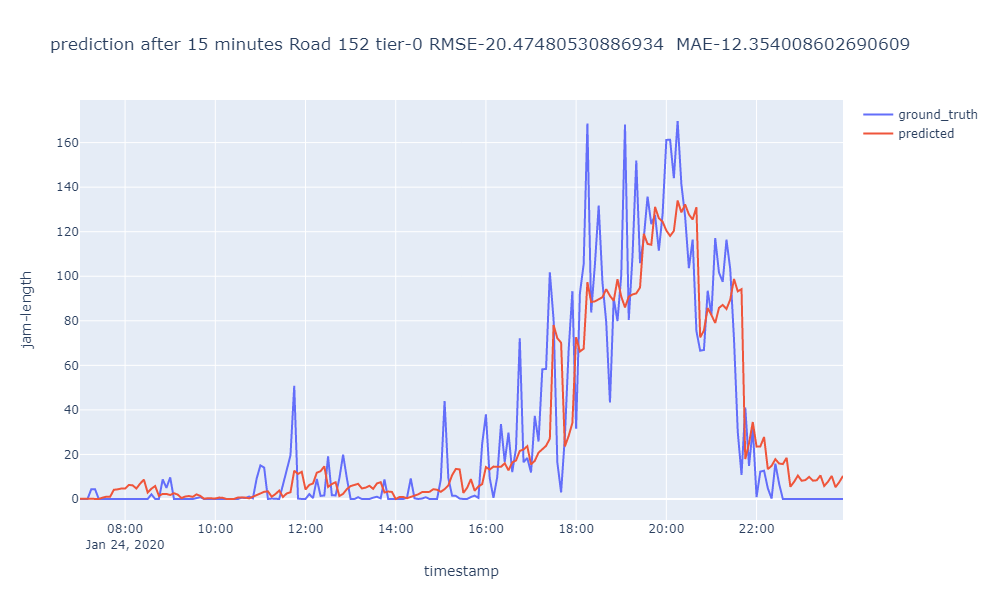 prediction after 15 minutes Road 152 tier-0 RMSE-20.47480530886934  MAE-12.354008602690609
ground_truth
predicted
160
140
120
100
80
60
40
20
0
jam-length
08:00 10:00 12:00 14:00 16:00 18:00 20:00 22:00
Jan 24, 2020
timestamp